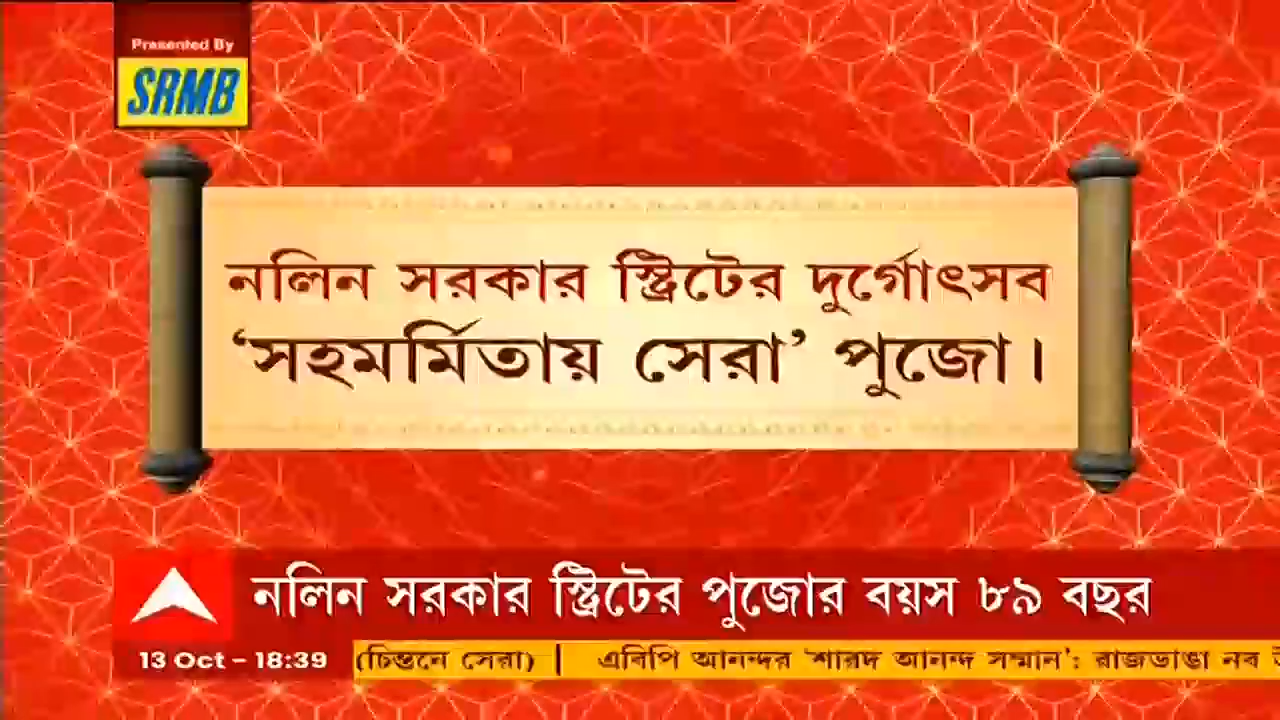 Presented By
SRMB
নলিন সরকার স্ট্রিটের দুর্গোৎসব
‘সহমর্মিতায় সেরা’ পুজো।
নলিন সরকার স্ট্রিটের পুজোর বয়স ৮৯ বছর
13 Oct - 18:39 (চিন্তনে সেরা) | এবিপি আনন্দর ‘শারদ আনন্দ সম্মান’: রাজডাঙা নব